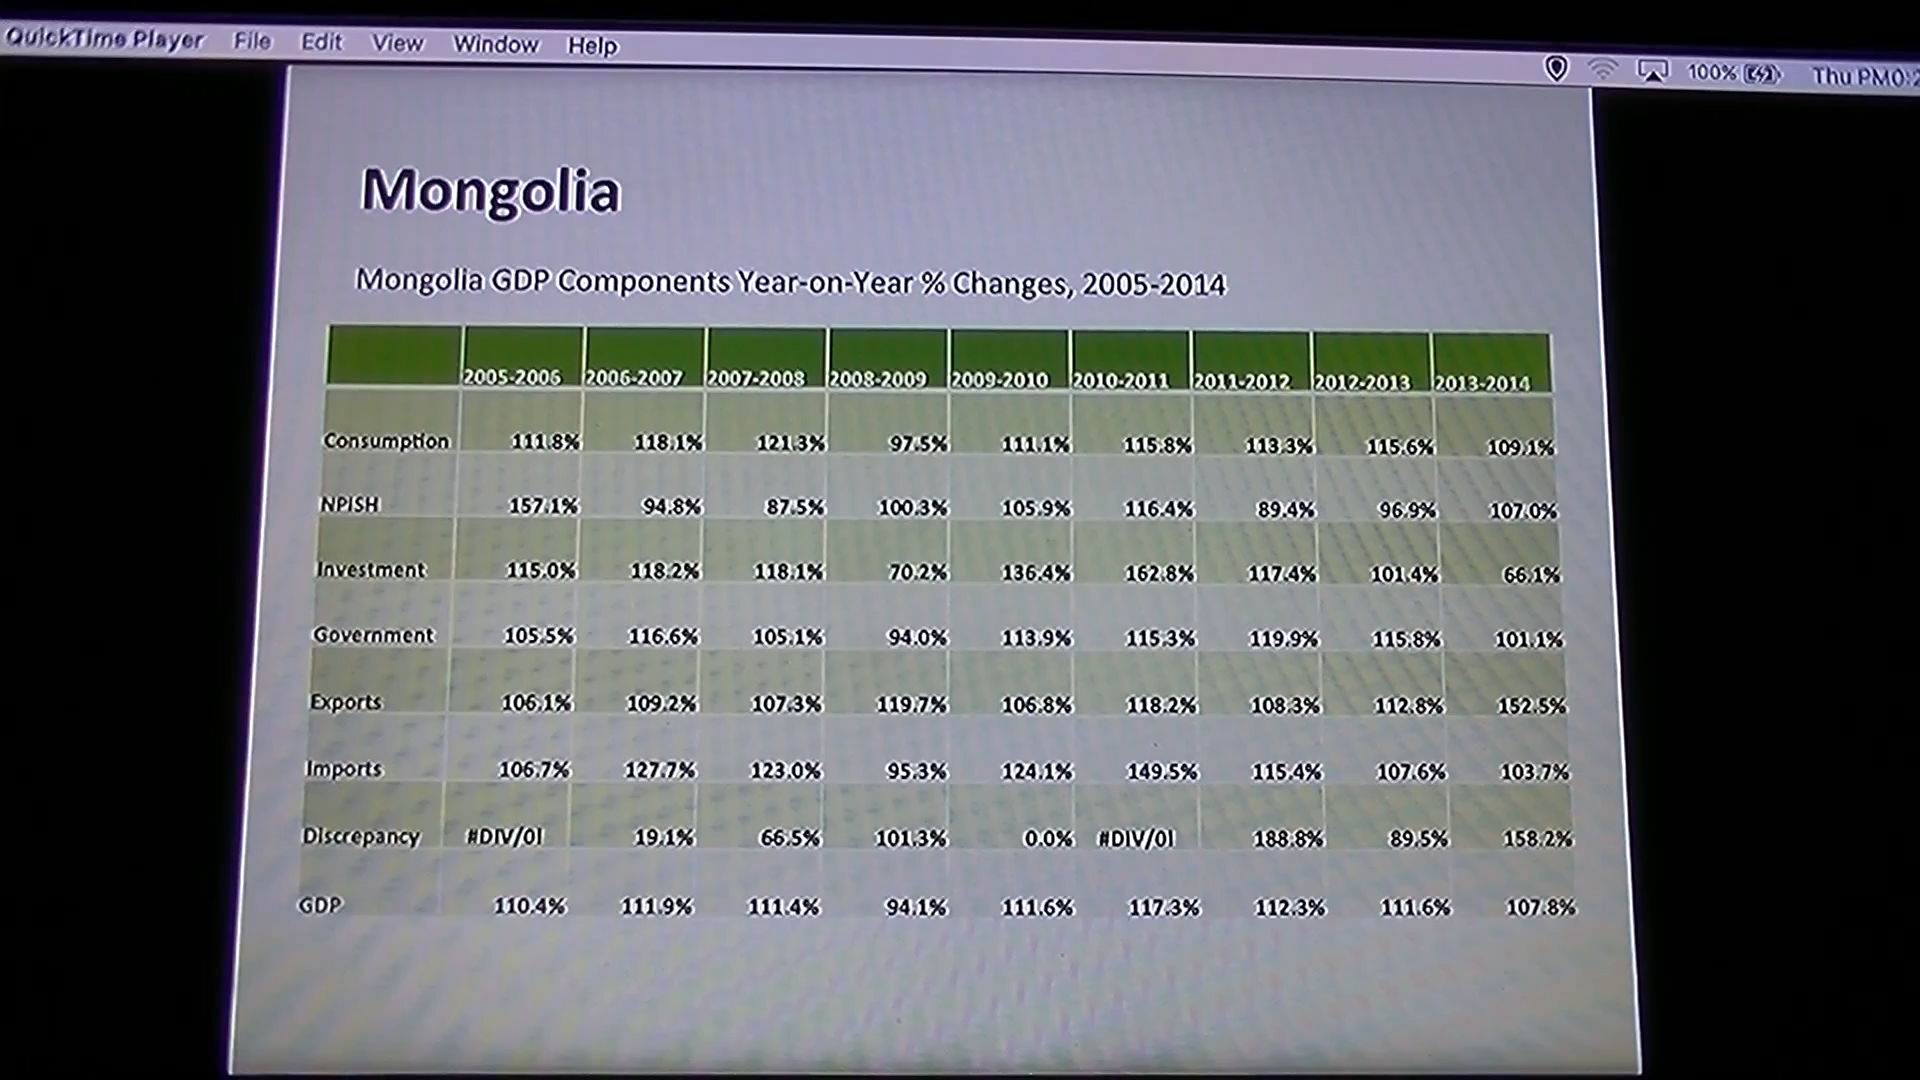 QuickTime Player File Edit View Window Help
100% Thu PM0:2
Mongolia
Mongolia GDP Components Year-on-Year % Changes, 2005-2014
2005-2006 2006-2007 2007-2008 2008-2009 2009-2010 2010-2011 2011-2012 2012-2013 2013-2014
Consumption 111.8% 118.1% 121.3% 97.5% 111.1% 115.8% 113.3% 115.6% 109.1%
NPISH 157.1% 94.8% 87.5% 100.3% 105.9% 116.4% 89.4% 96.9% 107.0%
Investment 115.0% 118.2% 118.1% 70.2% 136.4% 162.8% 117.4% 101.4% 66.1%
Government 105.5% 116.6% 105.1% 94.0% 113.9% 115.3% 119.9% 115.8% 101.1%
Exports 106.1% 109.2% 107.3% 119.7% 106.8% 118.2% 108.3% 112.8% 152.5%
Imports 106.7% 127.7% 123.0% 95.3% 124.1% 149.5% 115.4% 107.6% 103.7%
Discrepancy #DIV/0! 19.1% 66.5% 101.3% 0.0% #DIV/0! 188.8% 89.5% 158.2%
GDP 110.4% 111.9% 111.4% 94.1% 111.6% 117.3% 112.3% 111.6% 107.8%